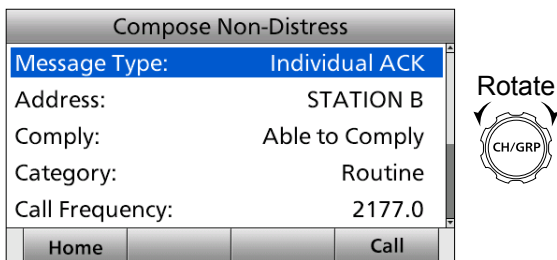 Compose Non-Distress
Message Type: Individual ACK
Address: STATION B
Comply: Able to Comply
Category: Routine
Call Frequency: 2177.0
Home Call
Rotate
CH/GRP